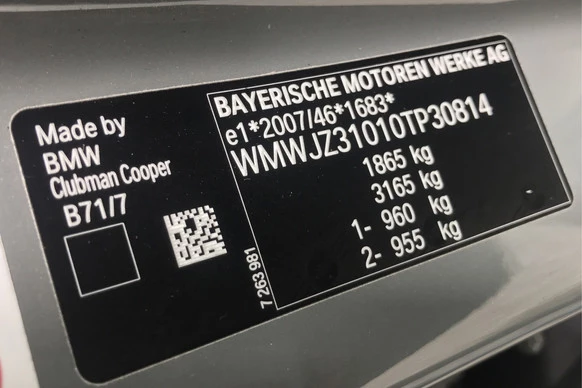 Made by
BMW
Clubman Cooper
B71/7
BAYERISCHE MOTOREN WERKE AG
e1*2007/46*1683*
WMWJZ31010TP30814
1865 kg
3165 kg
1- 960 kg
2- 955 kg
7 263 981